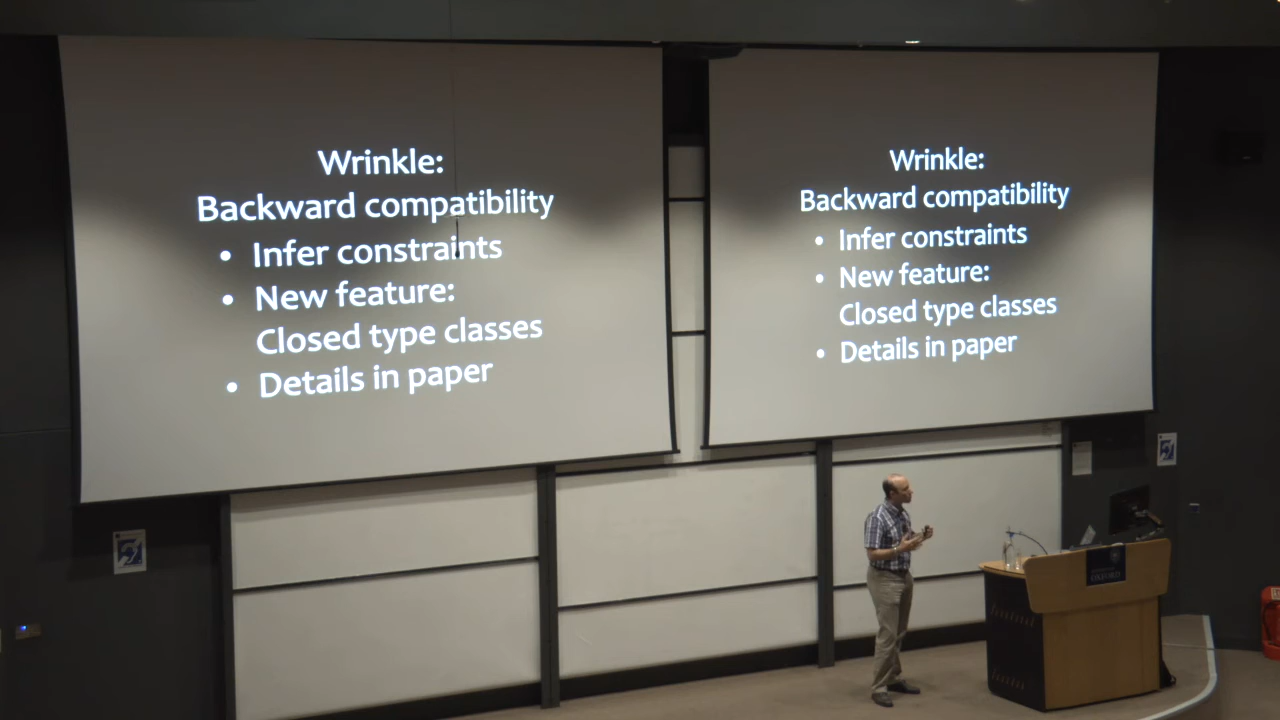 Wrinkle:
Backward compatibility
• Infer constraints
• New feature:
Closed type classes
• Details in paper
Wrinkle:
Backward compatibility
• Infer constraints
• New feature:
Closed type classes
• Details in paper
OXFORD